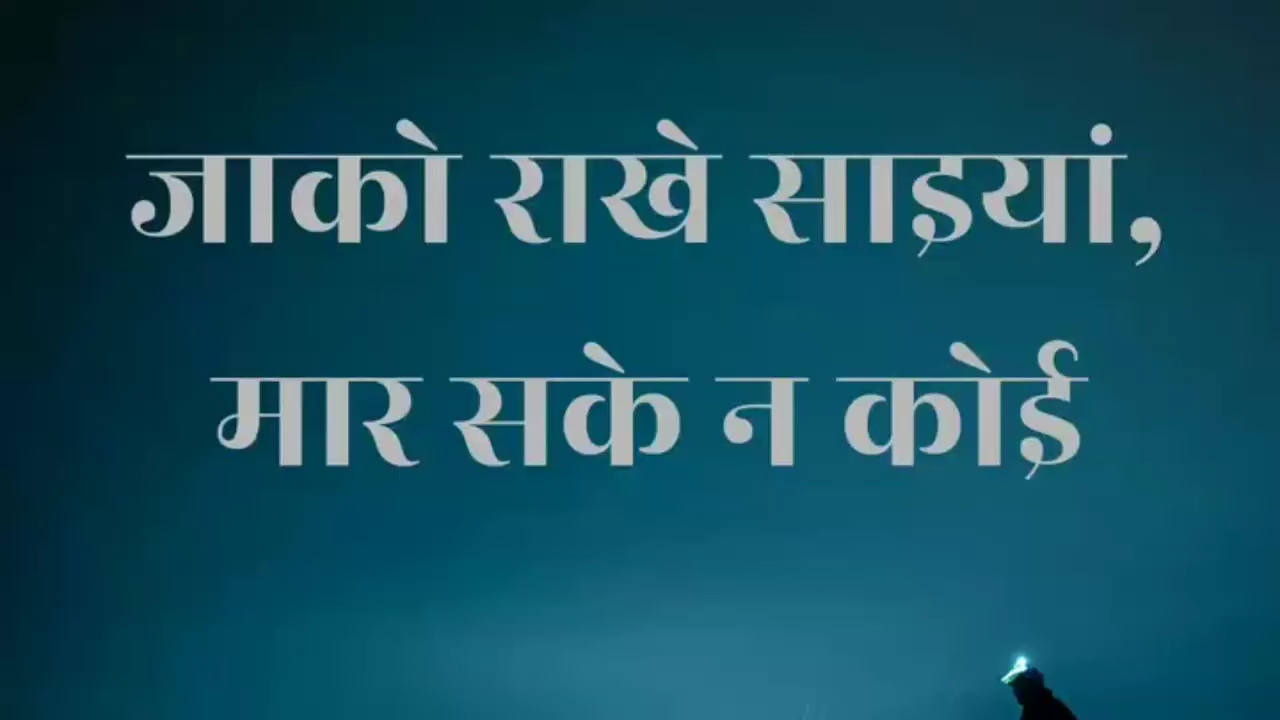 जाको राखे साइयां,
मार सके न कोई